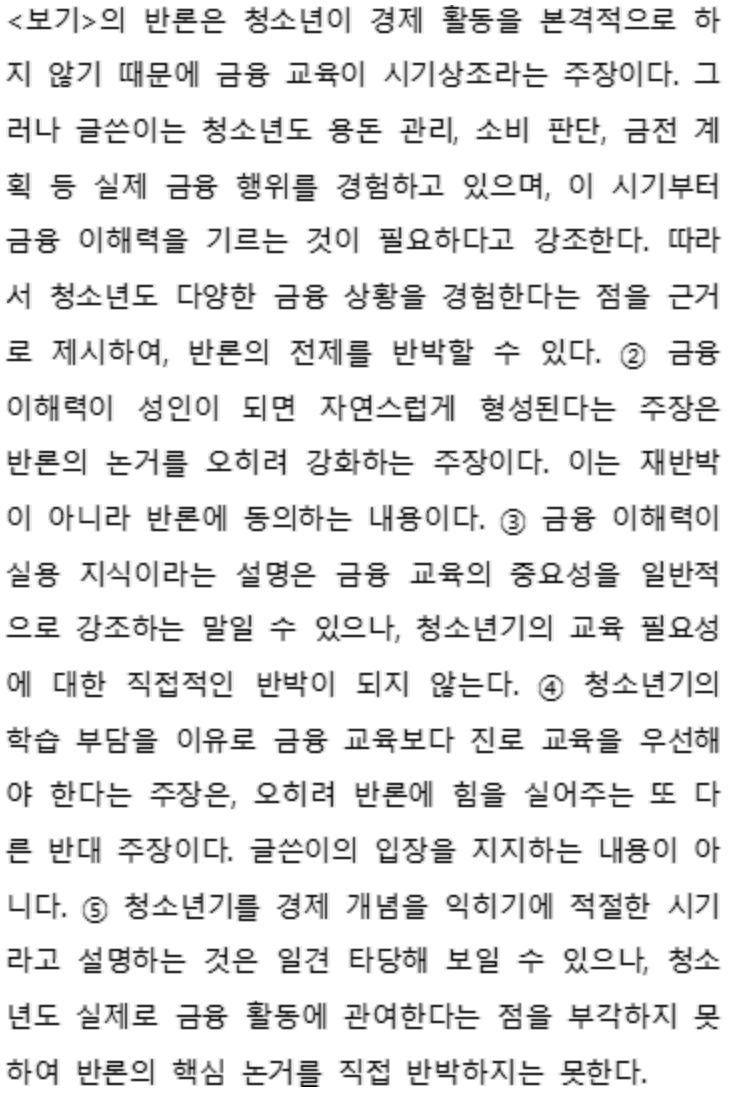 <보기>의 반론은 청소년이 경제 활동을 본격적으로 하
지 않기 때문에 금융 교육이 시기상조라는 주장이다. 그
러나 글쓴이는 청소년도 용돈 관리, 소비 판단, 금전 계
획 등 실제 금융 행위를 경험하고 있으며, 이 시기부터
금융 이해력을 기르는 것이 필요하다고 강조한다. 따라
서 청소년도 다양한 금융 상황을 경험한다는 점을 근거
로 제시하여, 반론의 전제를 반박할 수 있다. ② 금융
이해력이 성인이 되면 자연스럽게 형성된다는 주장은
반론의 논거를 오히려 강화하는 주장이다. 이는 재반박
이 아니라 반론에 동의하는 내용이다. ③ 금융 이해력이
실용 지식이라는 설명은 금융 교육의 중요성을 일반적
으로 강조하는 말일 수 있으나, 청소년기의 교육 필요성
에 대한 직접적인 반박이 되지 않는다. ④ 청소년기의
학습 부담을 이유로 금융 교육보다 진로 교육을 우선해
야 한다는 주장은, 오히려 반론에 힘을 실어주는 또 다
른 반대 주장이다. 글쓴이의 입장을 지지하는 내용이 아
니다. ⑤ 청소년기를 경제 개념을 익히기에 적절한 시기
라고 설명하는 것은 일견 타당해 보일 수 있으나, 청소
년도 실제로 금융 활동에 관여한다는 점을 부각하지 못
하여 반론의 핵심 논거를 직접 반박하지는 못한다.